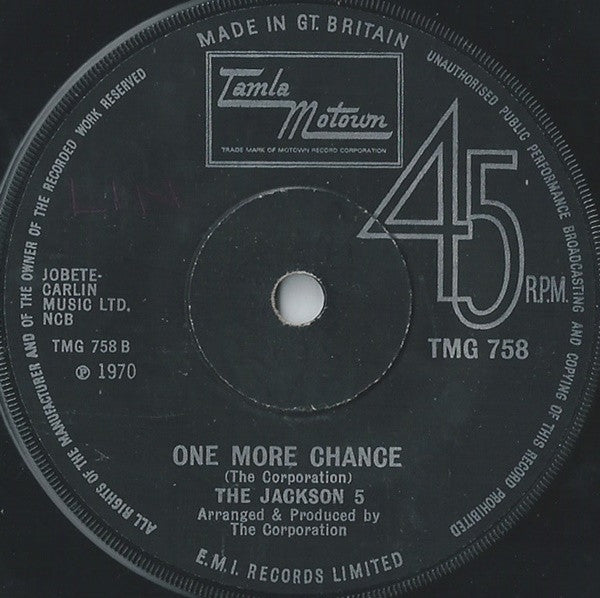 MADE IN GT. BRITAIN
UNAUTHORISED PUBLIC PERFORMANCE BROADCASTING AND COPYING OF THIS RECORD PROHIBITED
ALL RIGHTS OF THE MANUFACTURER AND OF THE OWNER OF THE RECORDED WORK RESERVED
Tamla
Motown
TRADE MARK OF MOTOWN RECORD CORPORATION
45
R.P.M.
JOBETE-
CARLIN
MUSIC LTD.
NCB
TMG 758 B
℗ 1970
TMG 758
ONE MORE CHANCE
(The Corporation)
THE JACKSON 5
Arranged & Produced by
The Corporation
E.M.I. RECORDS LIMITED